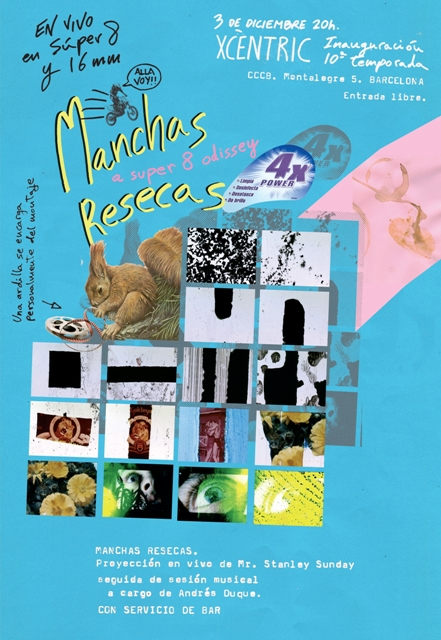 EN VIVO
en Súper 8
y 16 mm
3 DE DICIEMBRE 20h.
XCÈNTRIC Inauguración
10ª Temporada
CCCB. Montalegre 5. BARCELONA
Entrada libre.
ALLA
VOY!!
Manchas
a super 8 odissey
Resecas
4X
POWER
Limpia
Desinfecta
Desatasca
Da brillo
Una ardilla se encarga
personalmente del montaje
MANCHAS RESECAS.
Proyección en vivo de Mr. Stanley Sunday
seguida de sesión musical
a cargo de Andrés Duque.
CON SERVICIO DE BAR